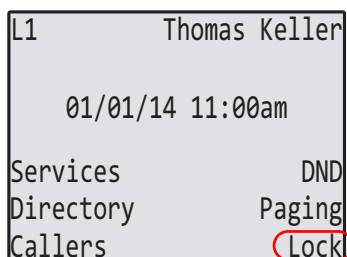 L1 Thomas Keller
01/01/14 11:00am
Services DND
Directory Paging
Callers Lock